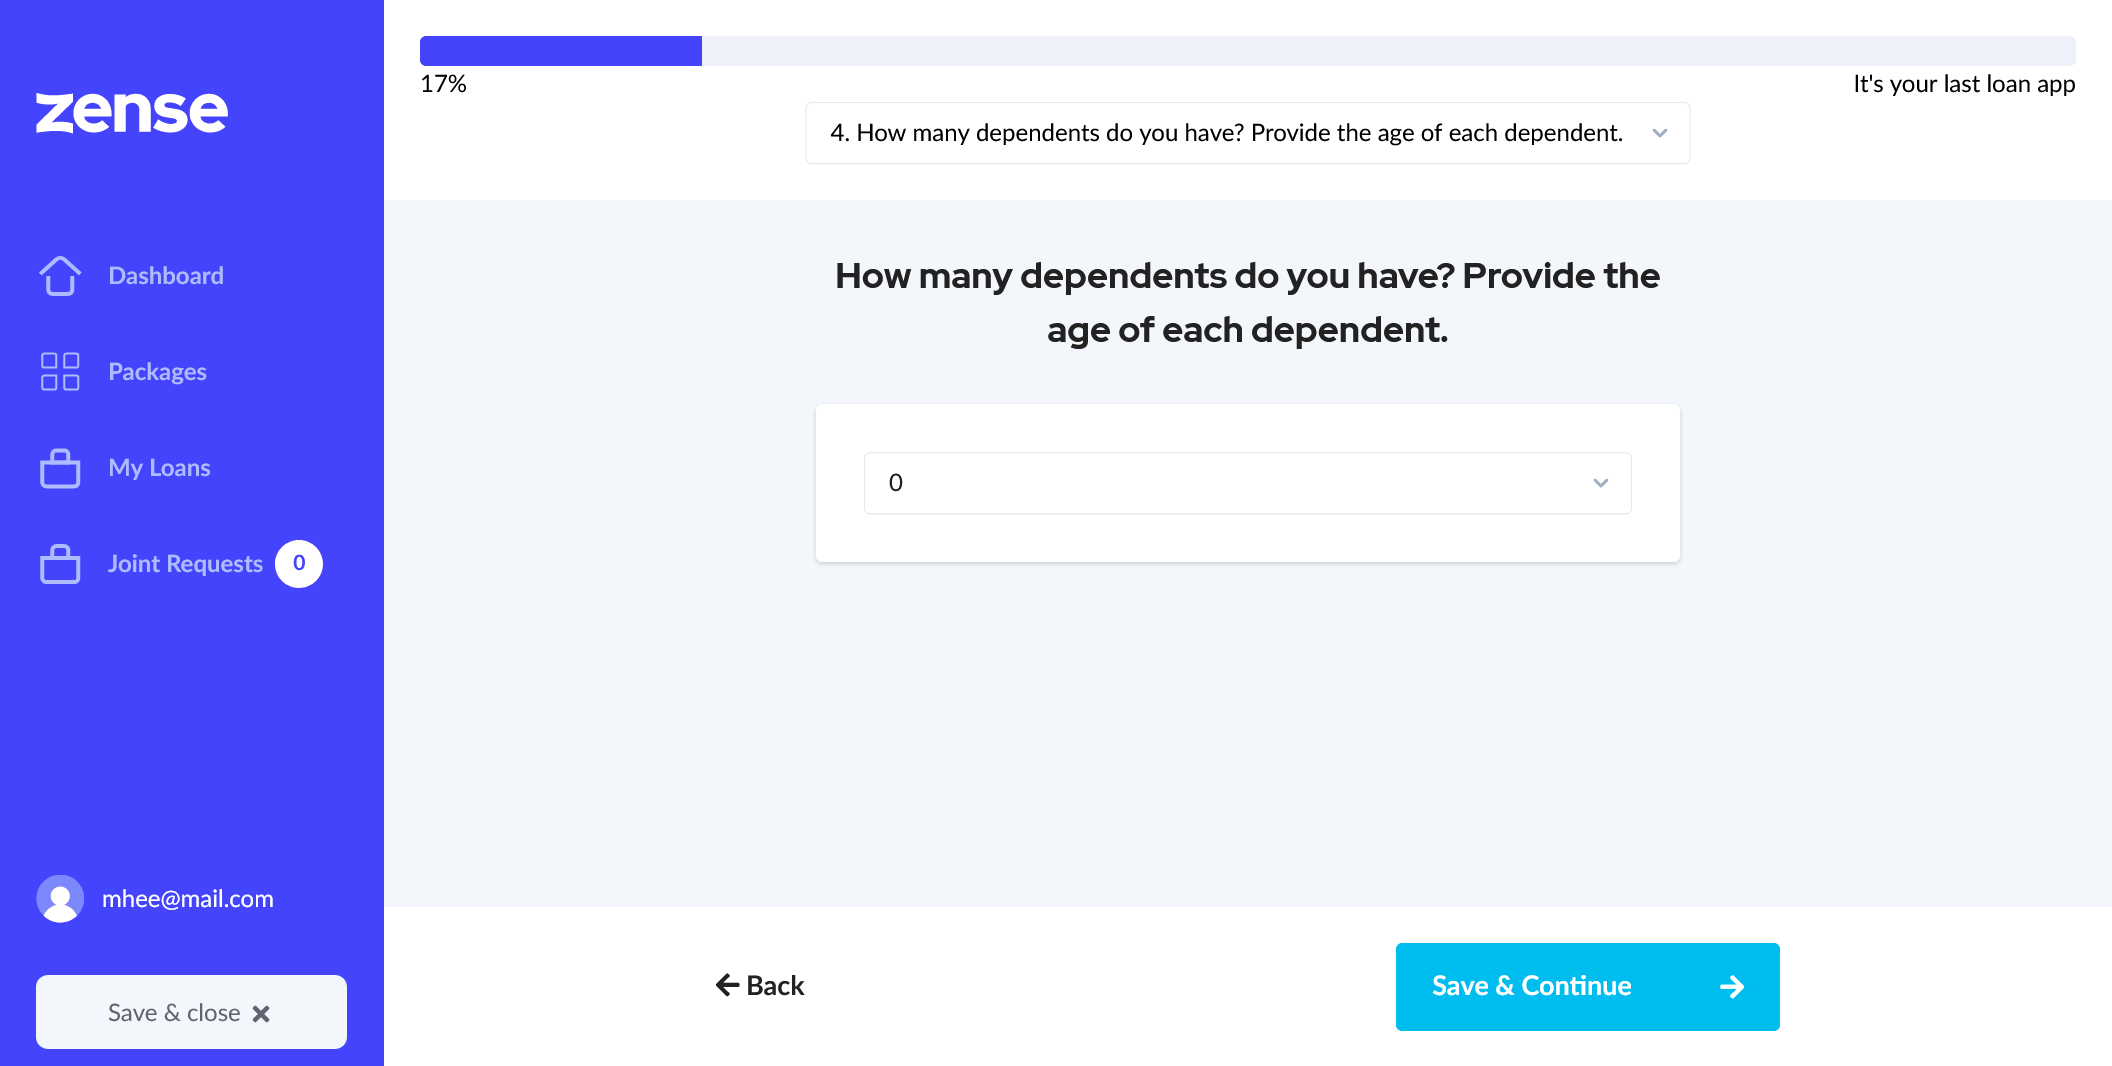 zense
Dashboard
Packages
My Loans
Joint Requests 0
mhee@mail.com
Save & close
17%
It's your last loan app
4. How many dependents do you have? Provide the age of each dependent.
How many dependents do you have? Provide the
age of each dependent.
0
Back
Save & Continue